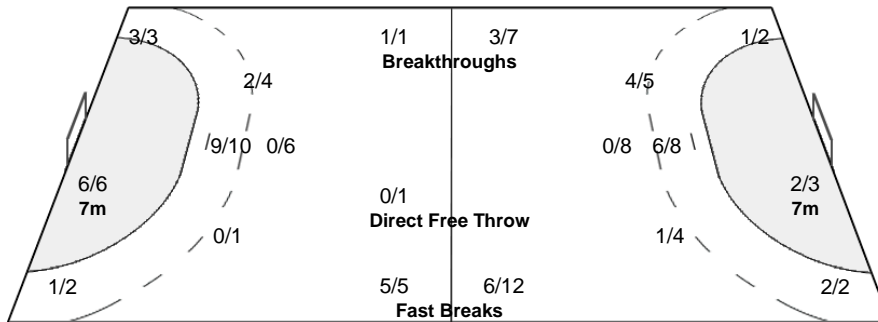 3/3 1/1 3/7 1/2
Breakthroughs
2/4 4/5
9/10 0/6 0/8 6/8
6/6 0/1 2/3
7m Direct Free Throw 7m
0/1 1/4
1/2 5/5 6/12 2/2
Fast Breaks